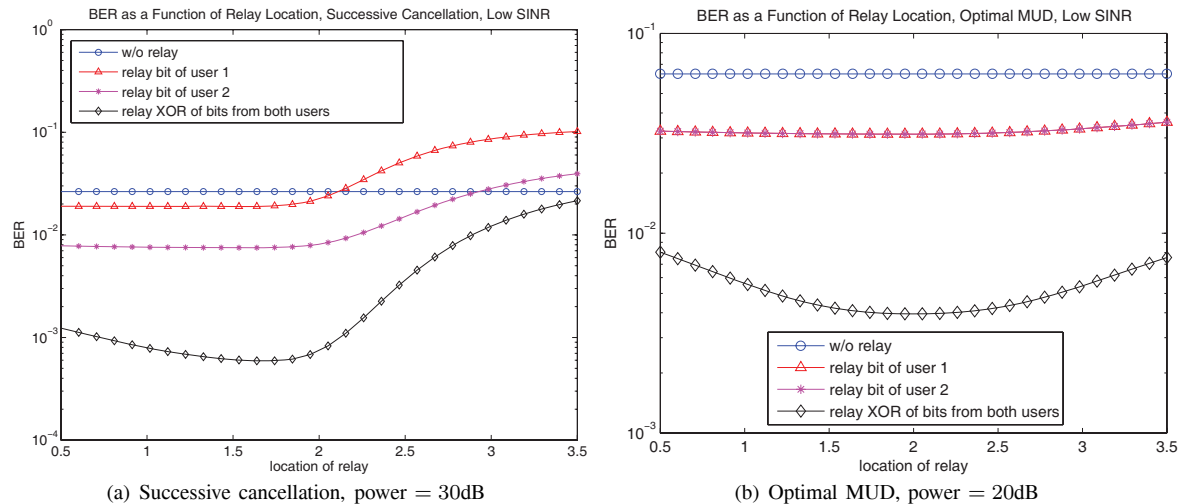 BER as a Function of Relay Location, Successive Cancellation, Low SINR
10^0
10^-1
10^-2
10^-3
10^-4
BER
w/o relay
relay bit of user 1
relay bit of user 2
relay XOR of bits from both users
0.5 1 1.5 2 2.5 3 3.5
location of relay
(a) Successive cancellation, power = 30dB
BER as a Function of Relay Location, Optimal MUD, Low SINR
10^-1
10^-2
10^-3
BER
w/o relay
relay bit of user 1
relay bit of user 2
relay XOR of bits from both users
0.5 1 1.5 2 2.5 3 3.5
location of relay
(b) Optimal MUD, power = 20dB